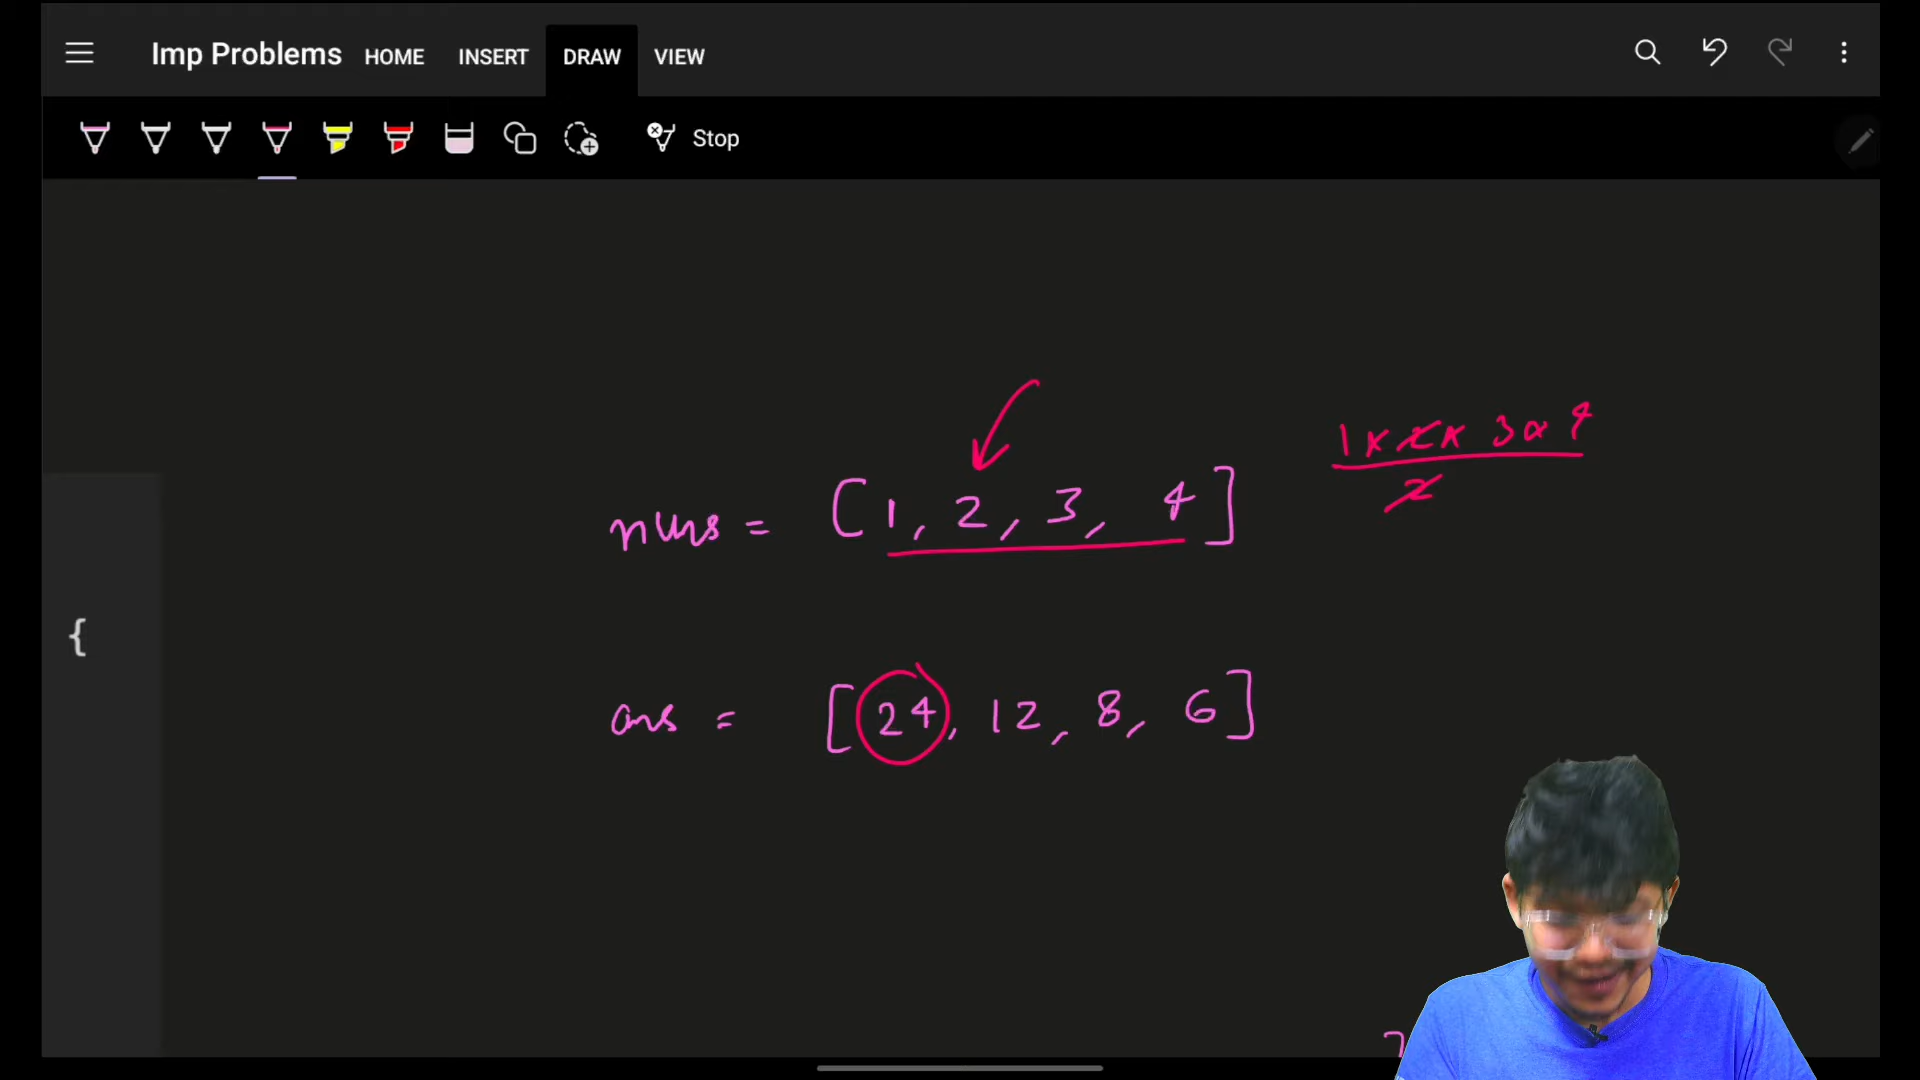 Imp Problems HOME INSERT DRAW VIEW
Stop
1 x 2 x 3 x 4
2
nums = [1, 2, 3, 4]
{
ans = [24, 12, 8, 6]